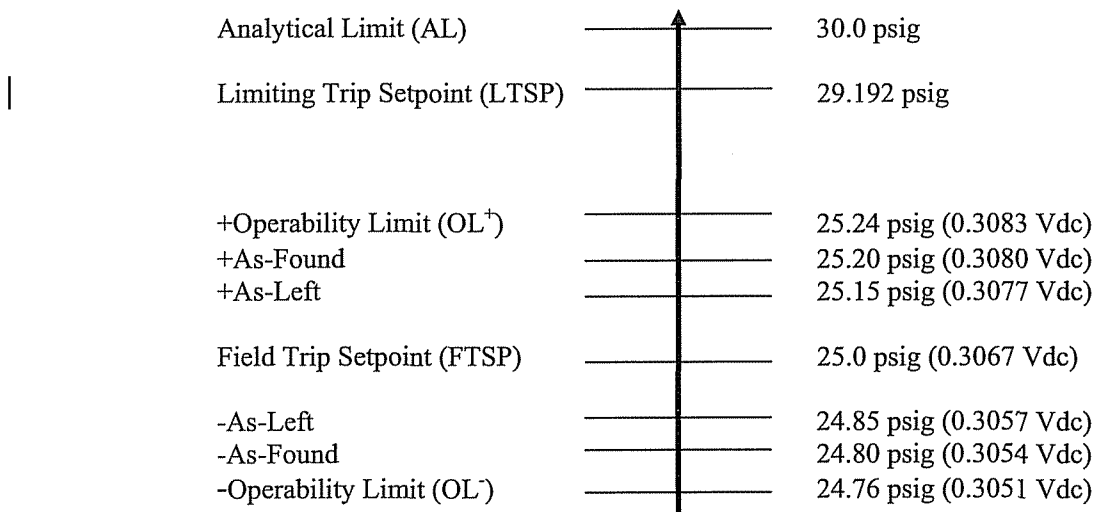 Analytical Limit (AL) 30.0 psig
Limiting Trip Setpoint (LTSP) 29.192 psig
+Operability Limit (OL⁺) 25.24 psig (0.3083 Vdc)
+As-Found 25.20 psig (0.3080 Vdc)
+As-Left 25.15 psig (0.3077 Vdc)
Field Trip Setpoint (FTSP) 25.0 psig (0.3067 Vdc)
-As-Left 24.85 psig (0.3057 Vdc)
-As-Found 24.80 psig (0.3054 Vdc)
-Operability Limit (OL⁻) 24.76 psig (0.3051 Vdc)